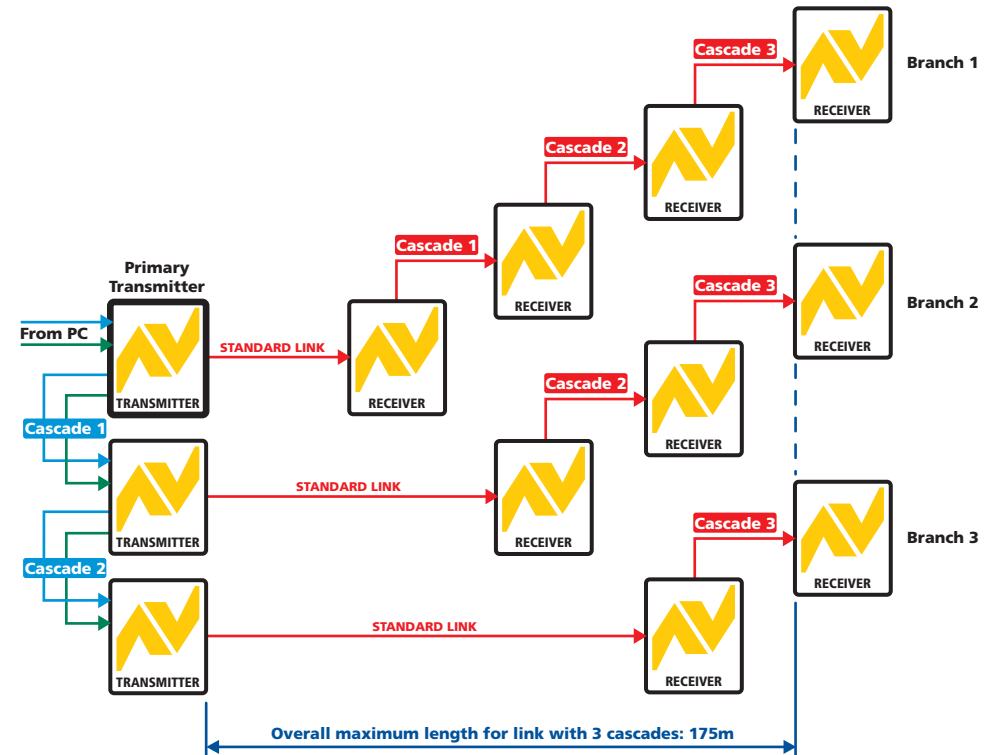 Cascade 3
RECEIVER
Branch 1
Cascade 2
RECEIVER
Cascade 1
RECEIVER
Primary
Transmitter
From PC
TRANSMITTER
STANDARD LINK
RECEIVER
Cascade 3
RECEIVER
Branch 2
Cascade 2
RECEIVER
Cascade 1
TRANSMITTER
STANDARD LINK
RECEIVER
Cascade 3
RECEIVER
Branch 3
Cascade 2
TRANSMITTER
STANDARD LINK
RECEIVER
Overall maximum length for link with 3 cascades: 175m